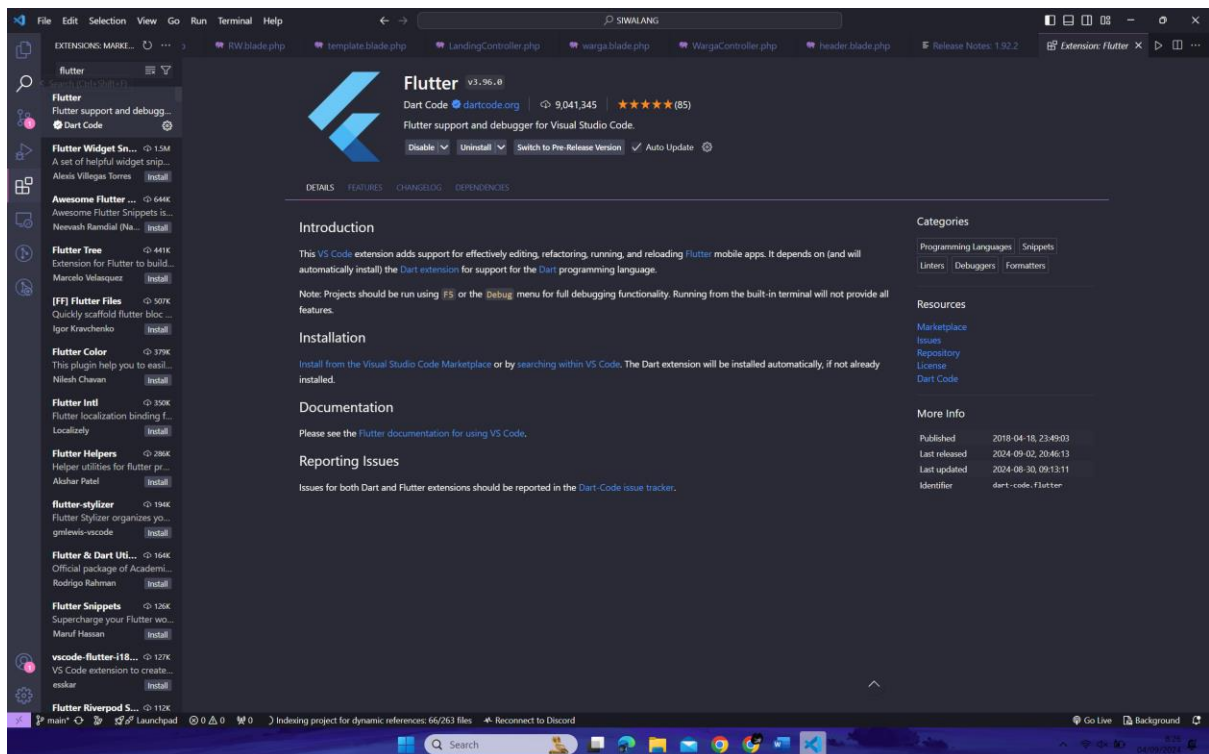 File Edit Selection View Go Run Terminal Help
SIWALANG
EXTENSIONS: MARKE...
RW.blade.php
template.blade.php
LandingController.php
warga.blade.php
WargaController.php
header.blade.php
Release Notes: 1.92.2
Extension: Flutter
flutter
Search (Ctrl+Shift+F)
Flutter
Flutter support and debugg...
Dart Code
Flutter Widget Sn... 1.5M
A set of helpful widget snip...
Alexis Villegas Torres Install
Awesome Flutter ... 644K
Awesome Flutter Snippets is...
Neevash Ramdial (Na... Install
Flutter Tree 441K
Extension for Flutter to build...
Marcelo Velasquez Install
[FF] Flutter Files 507K
Quickly scaffold flutter bloc ...
Igor Kravchenko Install
Flutter Color 379K
This plugin help you to easil...
Nilesh Chavan Install
Flutter Intl 350K
Flutter localization binding f...
Localizely Install
Flutter Helpers 286K
Helper utilities for flutter pr...
Akshar Patel Install
flutter-stylizer 194K
Flutter Stylizer organizes yo...
gmlewis-vscode Install
Flutter & Dart Uti... 164K
Official package of Academi...
Rodrigo Rahman Install
Flutter Snippets 126K
Supercharge your Flutter wo...
Maruf Hassan Install
vscode-flutter-i18... 127K
VS Code extension to create...
esskar Install
Flutter Riverpod S... 112K
Flutter v3.96.0
Dart Code dartcode.org 9,041,345 (85)
Flutter support and debugger for Visual Studio Code.
Disable Uninstall Switch to Pre-Release Version Auto Update
DETAILS FEATURES CHANGELOG DEPENDENCIES
Introduction
This VS Code extension adds support for effectively editing, refactoring, running, and reloading Flutter mobile apps. It depends on (and will
automatically install) the Dart extension for support for the Dart programming language.
Note: Projects should be run using F5 or the Debug menu for full debugging functionality. Running from the built-in terminal will not provide all
features.
Installation
Install from the Visual Studio Code Marketplace or by searching within VS Code. The Dart extension will be installed automatically, if not already
installed.
Documentation
Please see the Flutter documentation for using VS Code.
Reporting Issues
Issues for both Dart and Flutter extensions should be reported in the Dart-Code issue tracker.
Categories
Programming Languages Snippets
Linters Debuggers Formatters
Resources
Marketplace
Issues
Repository
License
Dart Code
More Info
Published 2018-04-18, 23:49:03
Last released 2024-09-02, 20:46:13
Last updated 2024-08-30, 09:13:11
Identifier dart-code.flutter
main* Launchpad 0 0 0 Indexing project for dynamic references: 66/263 files Reconnect to Discord Go Live Background
Search
04/09/2024